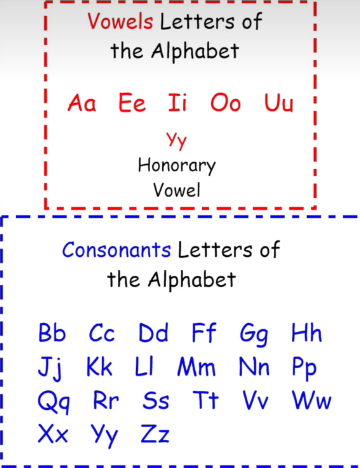 Vowels Letters of
the Alphabet
Aa Ee Ii Oo Uu
Yy
Honorary
Vowel
Consonants Letters of
the Alphabet
Bb Cc Dd Ff Gg Hh
Jj Kk Ll Mm Nn Pp
Qq Rr Ss Tt Vv Ww
Xx Yy Zz